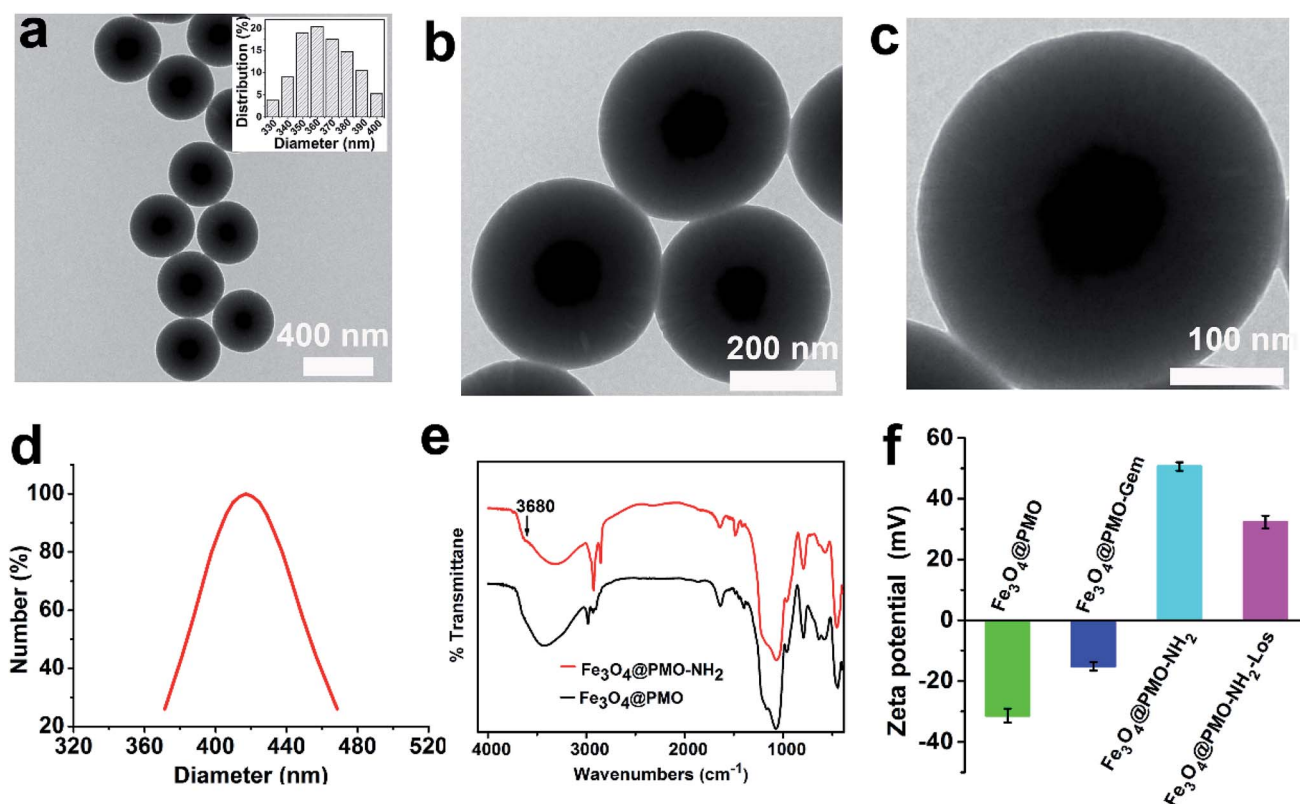 a
Distribution (%)
20
15
10
5
0
330 340 350 360 370 380 390 400
Diameter (nm)
400 nm
b
200 nm
c
100 nm
d
Number (%)
100
80
60
40
20
320 360 400 440 480 520
Diameter (nm)
e
3680
% Transmittane
Fe₃O₄@PMO-NH₂
Fe₃O₄@PMO
4000 3000 2000 1000
Wavenumbers (cm⁻¹)
f
Zeta potential (mV)
60
40
20
0
-20
-40
Fe₃O₄@PMO
Fe₃O₄@PMO-Gem
Fe₃O₄@PMO-NH₂
Fe₃O₄@PMO-NH₂-Los